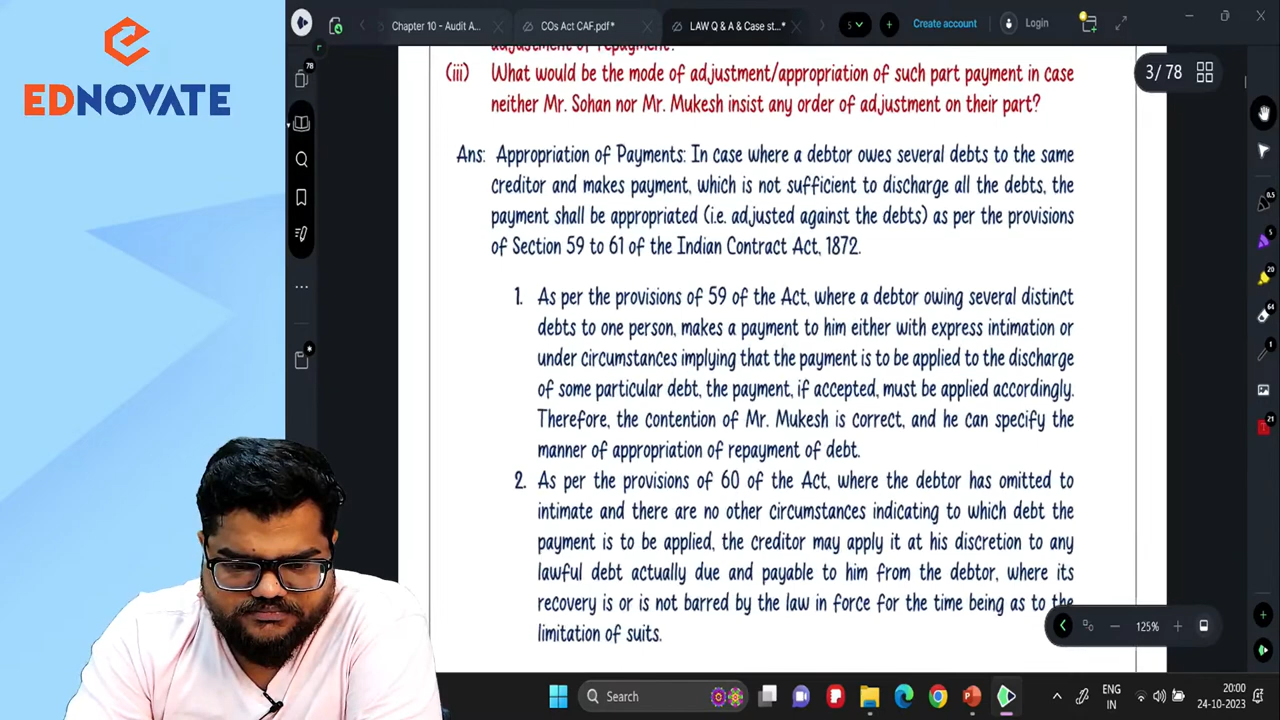 Chapter 10 - Audit A...
COs Act CAF.pdf*
LAW Q & A & Case st...*
5
Create account
Login
EDNOVATE
78
3 / 78
adjustment of repayment?
(iii) What would be the mode of adjustment/appropriation of such part payment in case
neither Mr. Sohan nor Mr. Mukesh insist any order of adjustment on their part?
Ans: Appropriation of Payments: In case where a debtor owes several debts to the same
creditor and makes payment, which is not sufficient to discharge all the debts, the
payment shall be appropriated (i.e. adjusted against the debts) as per the provisions
of Section 59 to 61 of the Indian Contract Act, 1872.
1. As per the provisions of 59 of the Act, where a debtor owing several distinct
debts to one person, makes a payment to him either with express intimation or
under circumstances implying that the payment is to be applied to the discharge
of some particular debt, the payment, if accepted, must be applied accordingly.
Therefore, the contention of Mr. Mukesh is correct, and he can specify the
manner of appropriation of repayment of debt.
2. As per the provisions of 60 of the Act, where the debtor has omitted to
intimate and there are no other circumstances indicating to which debt the
payment is to be applied, the creditor may apply it at his discretion to any
lawful debt actually due and payable to him from the debtor, where its
recovery is or is not barred by the law in force for the time being as to the
limitation of suits.
0.5
5
20
64
1
21
125%
Search
ENG
IN
20:00
24-10-2023